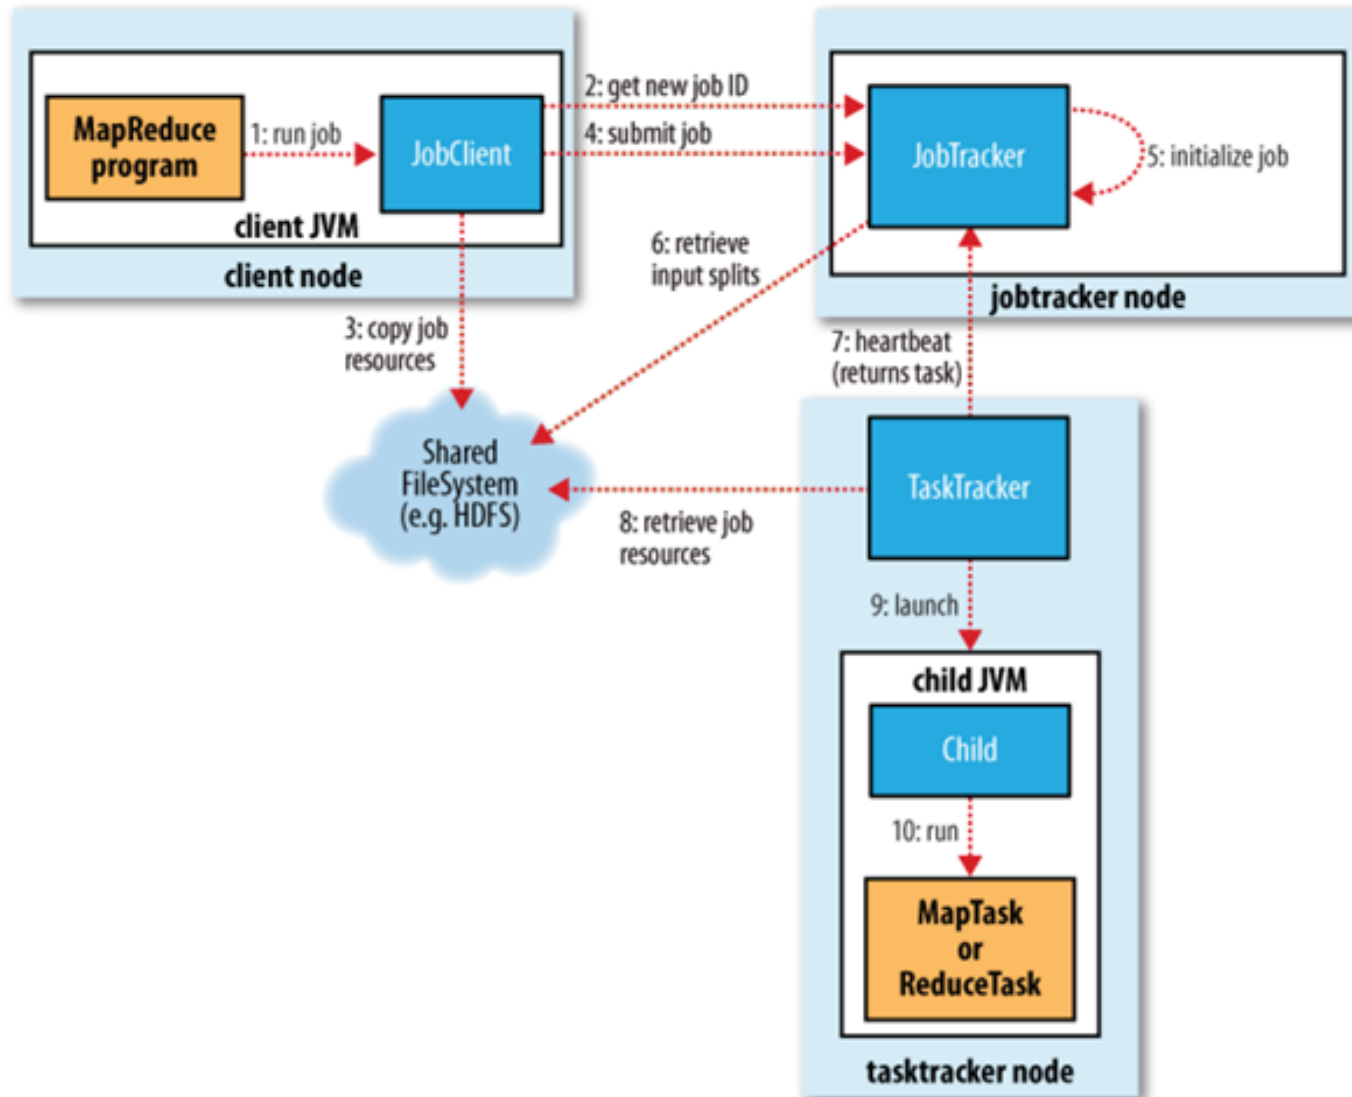 MapReduce
program
1: run job
JobClient
client JVM
client node
2: get new job ID
4: submit job
JobTracker
5: initialize job
jobtracker node
3: copy job
resources
6: retrieve
input splits
7: heartbeat
(returns task)
Shared
FileSystem
(e.g. HDFS)
8: retrieve job
resources
TaskTracker
9: launch
child JVM
Child
10: run
MapTask
or
ReduceTask
tasktracker node